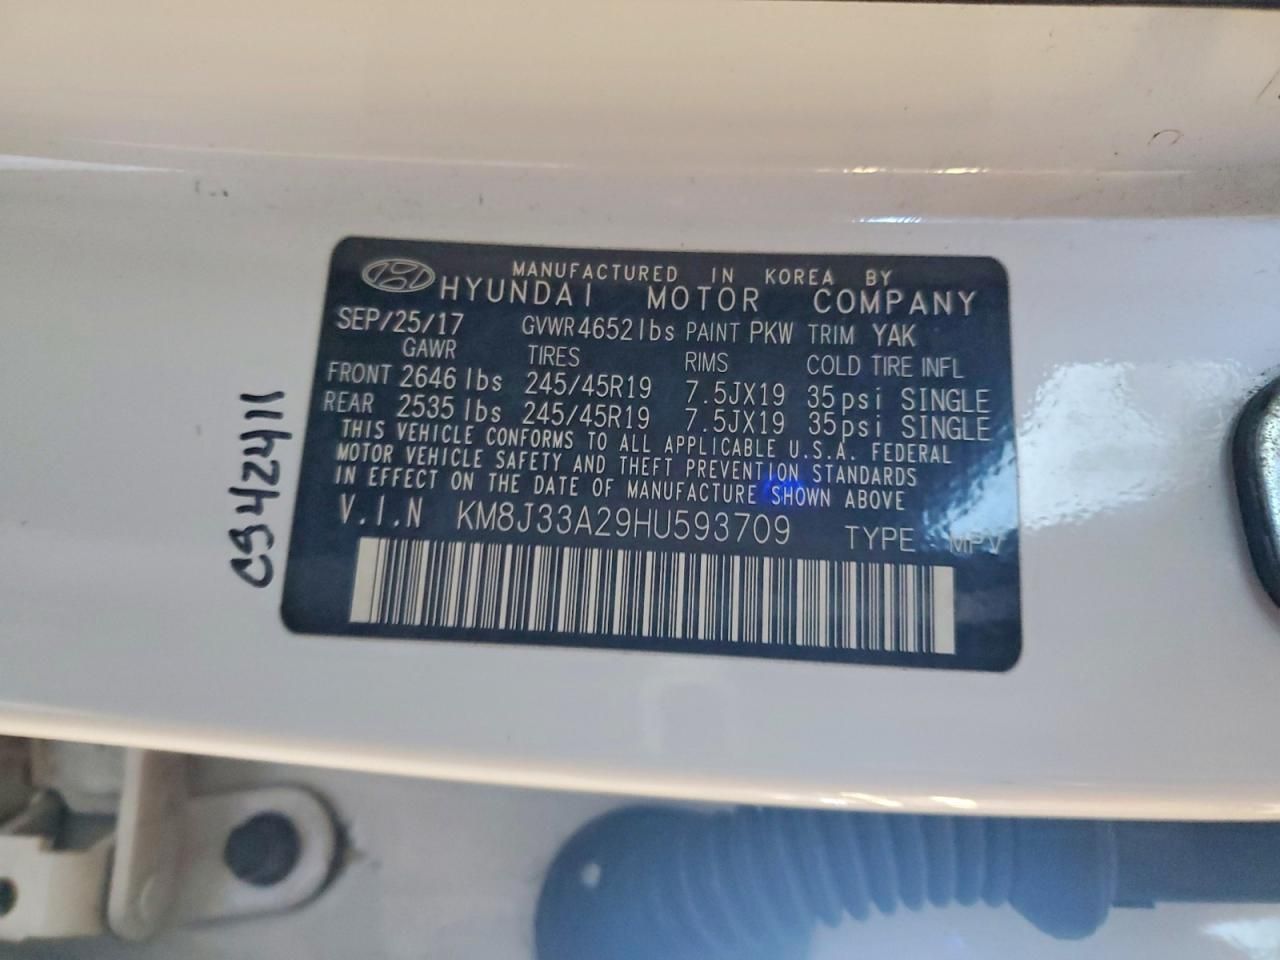 MANUFACTURED IN KOREA BY
HYUNDAI MOTOR COMPANY
SEP/25/17 GVWR 4652 lbs PAINT PKW TRIM YAK
GAWR TIRES RIMS COLD TIRE INFL
FRONT 2646 lbs 245/45R19 7.5JX19 35 psi SINGLE
REAR 2535 lbs 245/45R19 7.5JX19 35 psi SINGLE
THIS VEHICLE CONFORMS TO ALL APPLICABLE U.S.A. FEDERAL
MOTOR VEHICLE SAFETY AND THEFT PREVENTION STANDARDS
IN EFFECT ON THE DATE OF MANUFACTURE SHOWN ABOVE
V.I.N KM8J33A29HU593709 TYPE MPV